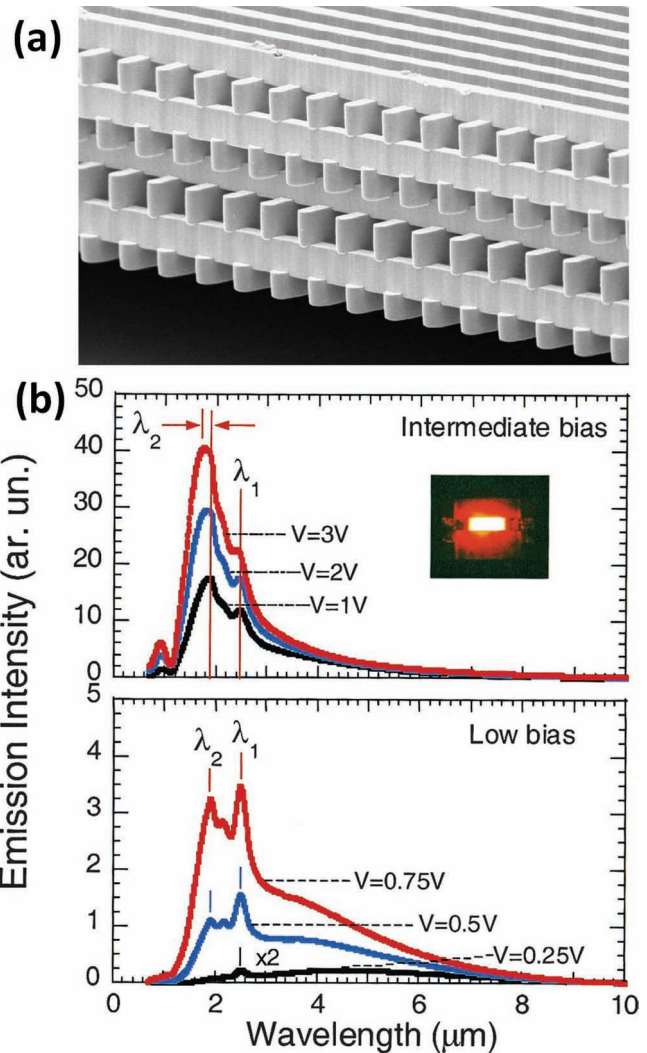 (a)
(b)
50
40
30
20
10
0
λ2
λ1
Intermediate bias
V=3V
V=2V
V=1V
5
4
3
2
1
0
λ2
λ1
Low bias
V=0.75V
V=0.5V
x2
V=0.25V
0 2 4 6 8 10
Wavelength (μm)
Emission Intensity (ar. un.)